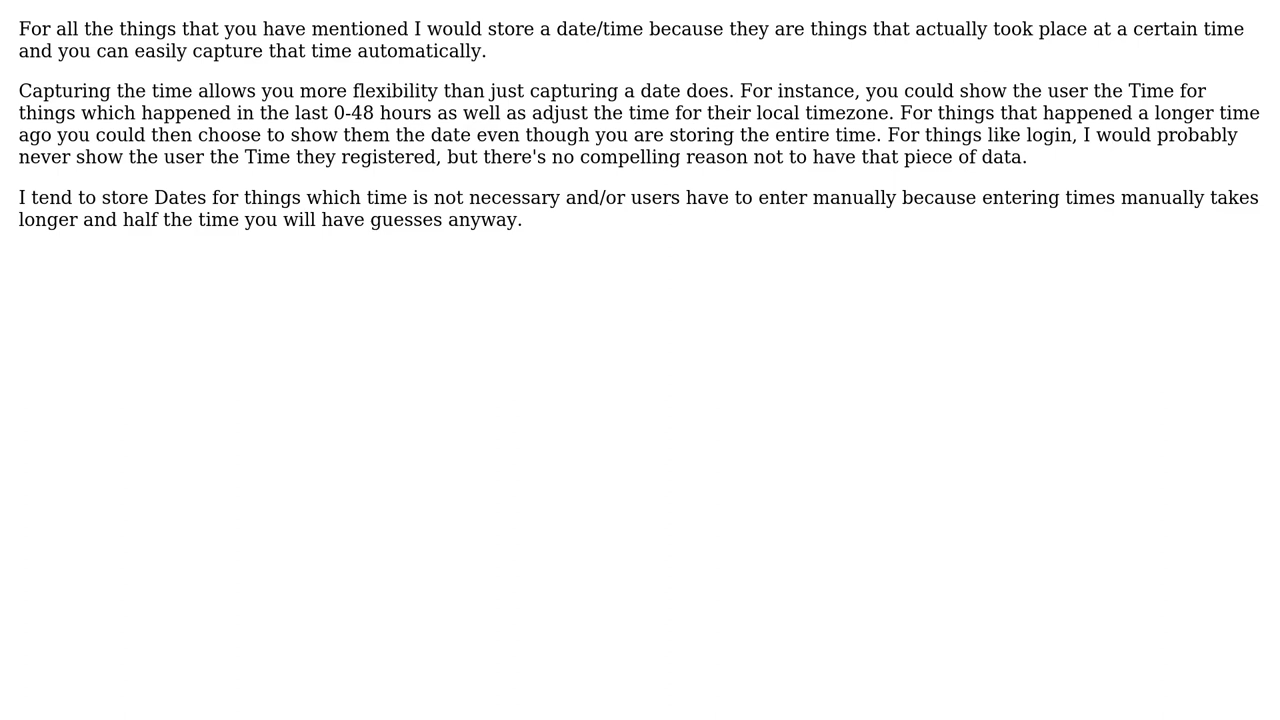 For all the things that you have mentioned I would store a date/time because they are things that actually took place at a certain time
and you can easily capture that time automatically.
Capturing the time allows you more flexibility than just capturing a date does. For instance, you could show the user the Time for
things which happened in the last 0-48 hours as well as adjust the time for their local timezone. For things that happened a longer time
ago you could then choose to show them the date even though you are storing the entire time. For things like login, I would probably
never show the user the Time they registered, but there's no compelling reason not to have that piece of data.
I tend to store Dates for things which time is not necessary and/or users have to enter manually because entering times manually takes
longer and half the time you will have guesses anyway.